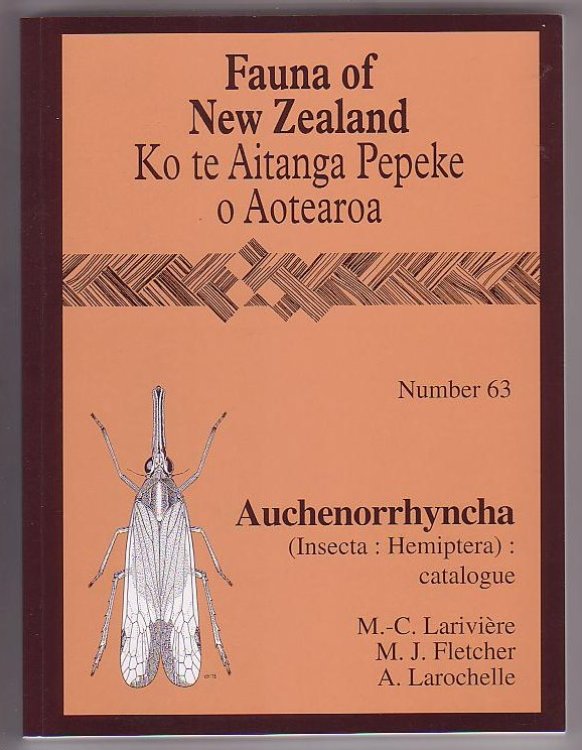 Fauna of
New Zealand
Ko te Aitanga Pepeke
o Aotearoa
Number 63
Auchenorrhyncha
(Insecta : Hemiptera) :
catalogue
M.-C. Larivière
M. J. Fletcher
A. Larochelle